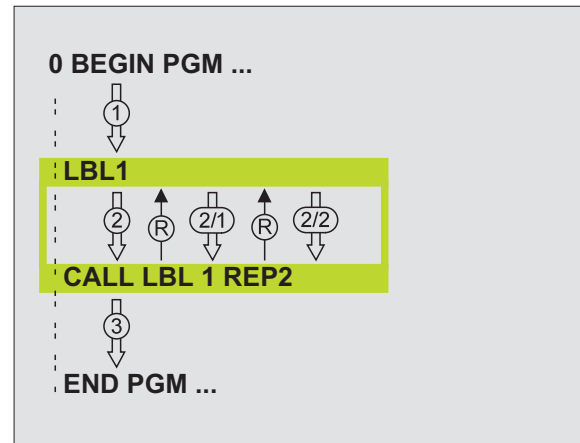 0 BEGIN PGM ...
1
LBL1
2 R 2/1 R 2/2
CALL LBL 1 REP2
3
END PGM ...